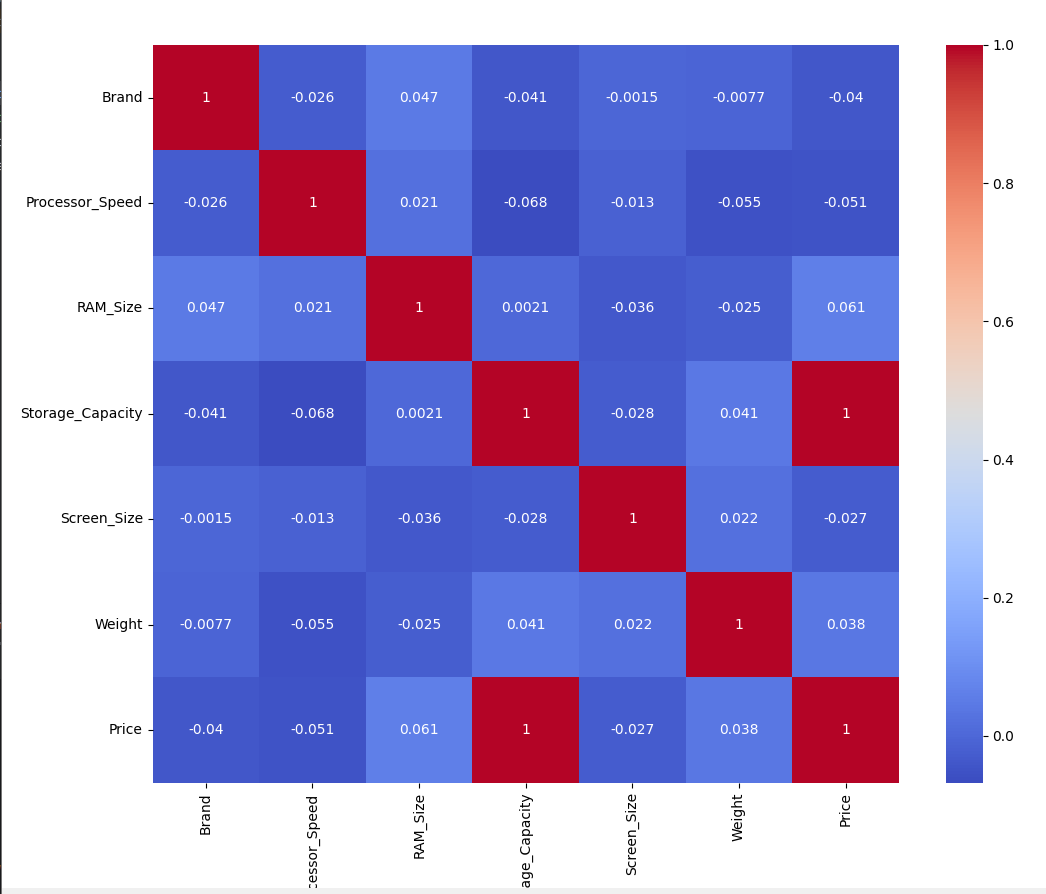 1.0
Brand 1 -0.026 0.047 -0.041 -0.0015 -0.0077 -0.04
0.8
Processor_Speed -0.026 1 0.021 -0.068 -0.013 -0.055 -0.051
RAM_Size 0.047 0.021 1 0.0021 -0.036 -0.025 0.061
0.6
Storage_Capacity -0.041 -0.068 0.0021 1 -0.028 0.041 1
0.4
Screen_Size -0.0015 -0.013 -0.036 -0.028 1 0.022 -0.027
0.2
Weight -0.0077 -0.055 -0.025 0.041 0.022 1 0.038
Price -0.04 -0.051 0.061 1 -0.027 0.038 1
0.0
Brand
cessor_Speed
RAM_Size
age_Capacity
Screen_Size
Weight
Price